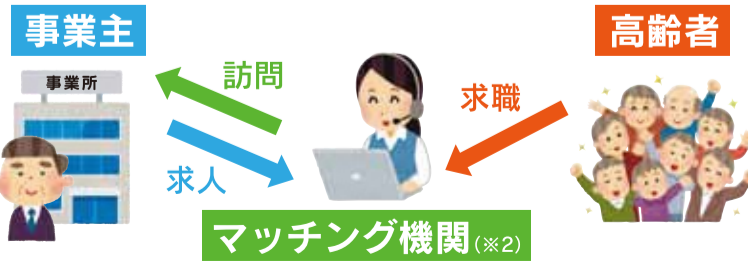 事業主
高齢者
事業所
訪問
求職
求人
マッチング機関(※2)